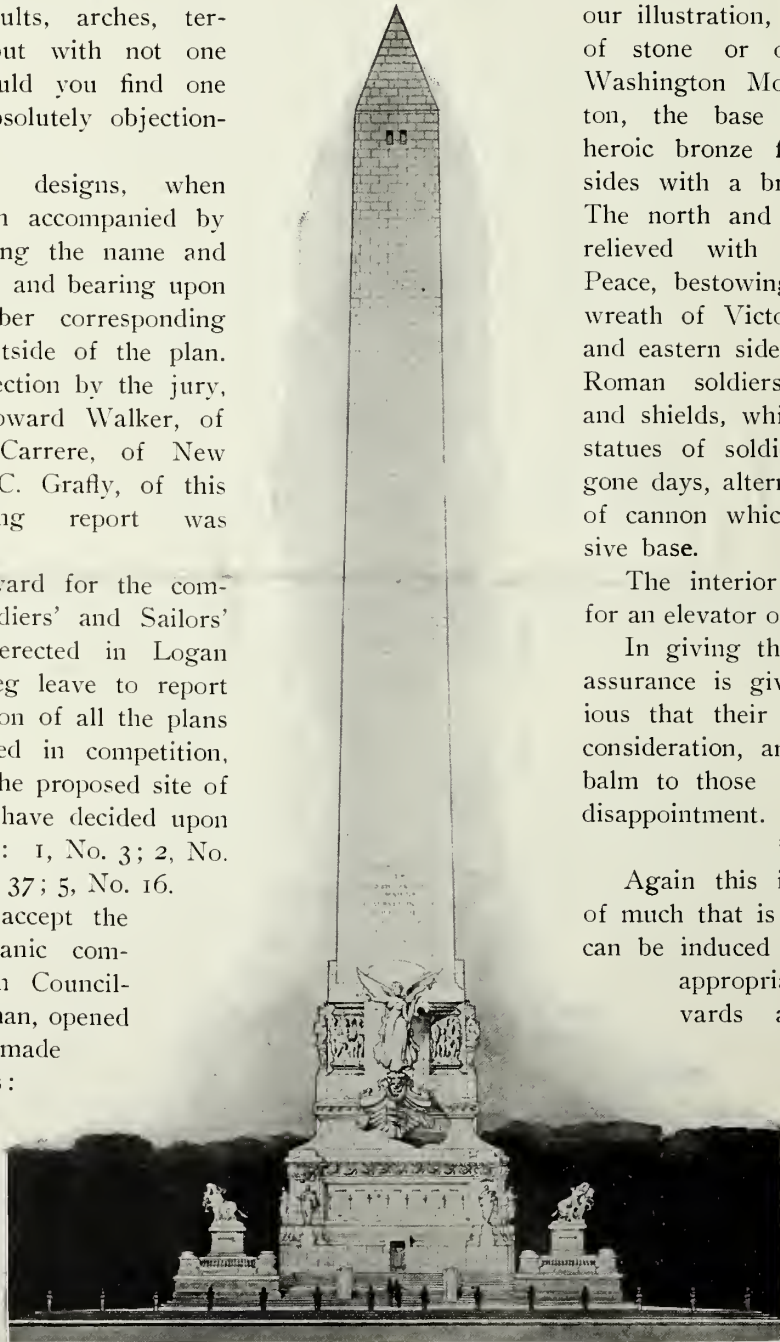 ults, arches, ter-
out with not one
uld you find one
bsolutely objection-
designs, when
n accompanied by
ng the name and
and bearing upon
ber corresponding
tside of the plan.
ection by the jury,
oward Walker, of
Carrere, of New
C. Grafly, of this
ng report was
ard for the com-
diers' and Sailors'
erected in Logan
eg leave to report
on of all the plans
ed in competition,
he proposed site of
have decided upon
: 1, No. 3; 2, No.
37; 5, No. 16.
accept the
anic com-
n Council-
nan, opened
made
s:
our illustration,
of stone or c
Washington Mo
ton, the base
heroic bronze f
sides with a br
The north and
relieved with
Peace, bestowing
wreath of Victo
and eastern side
Roman soldiers
and shields, whi
statues of soldi
gone days, altern
of cannon whic
sive base.
The interior
for an elevator o
In giving th
assurance is giv
ious that their
consideration, an
balm to those
disappointment.
Again this i
of much that is
can be induced
appropria
vards a